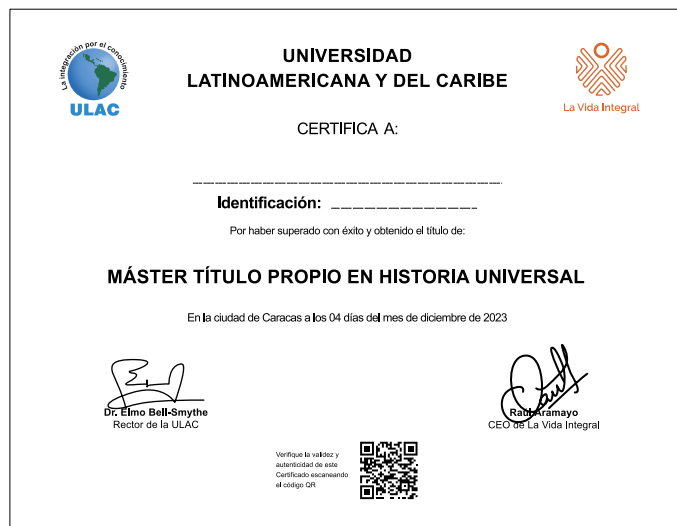 La integración por el conocimiento
ULAC
UNIVERSIDAD
LATINOAMERICANA Y DEL CARIBE
La Vida Integral
CERTIFICA A:
Identificación:
Por haber superado con éxito y obtenido el título de:
MÁSTER TÍTULO PROPIO EN HISTORIA UNIVERSAL
En la ciudad de Caracas a los 04 días del mes de diciembre de 2023
Dr. Elmo Bell-Smythe
Rector de la ULAC
Raúl Aramayo
CEO de La Vida Integral
Verifique la validez y
autenticidad de este
Certificado escaneando
el código QR